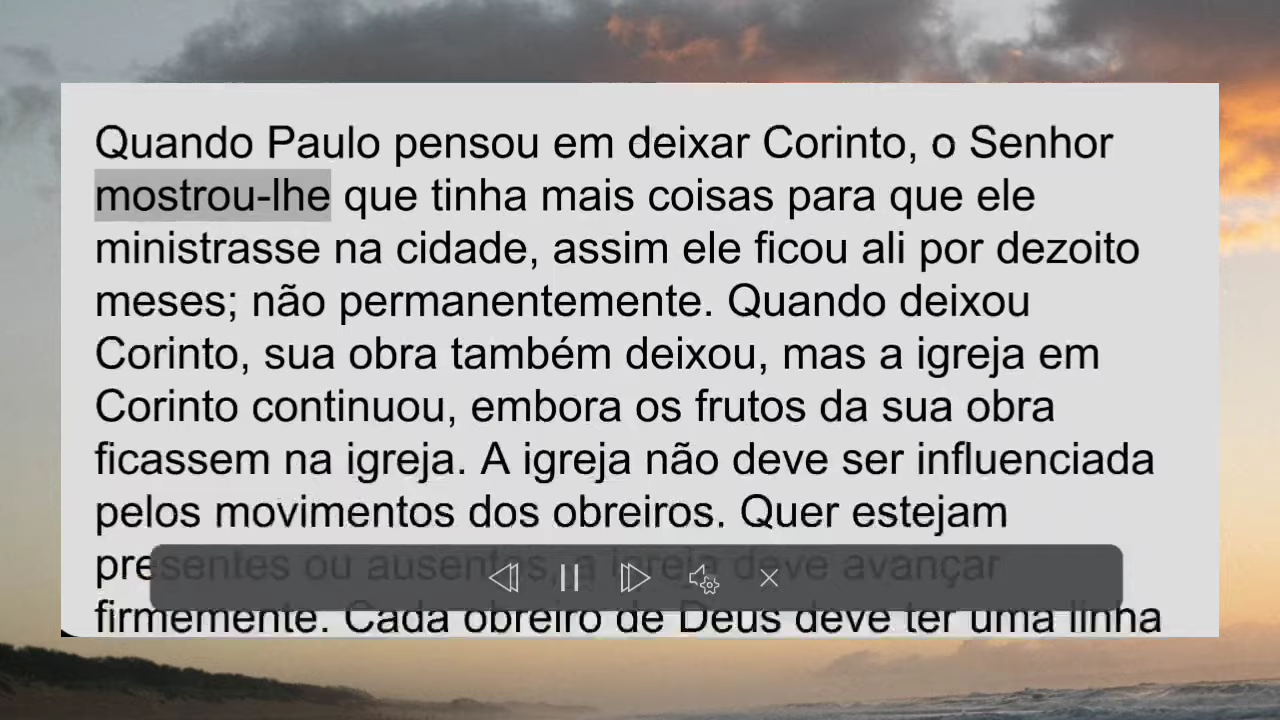 Quando Paulo pensou em deixar Corinto, o Senhor
mostrou-lhe que tinha mais coisas para que ele
ministrasse na cidade, assim ele ficou ali por dezoito
meses; não permanentemente. Quando deixou
Corinto, sua obra também deixou, mas a igreja em
Corinto continuou, embora os frutos da sua obra
ficassem na igreja. A igreja não deve ser influenciada
pelos movimentos dos obreiros. Quer estejam
presentes ou ausentes, a igreja deve avançar
firmemente. Cada obreiro de Deus deve ter uma linha